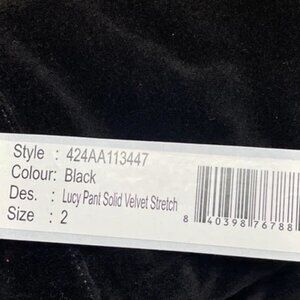 Style : 424AA113447
Colour: Black
Des. : Lucy Pant Solid Velvet Stretch
Size : 2
8 40398 76788